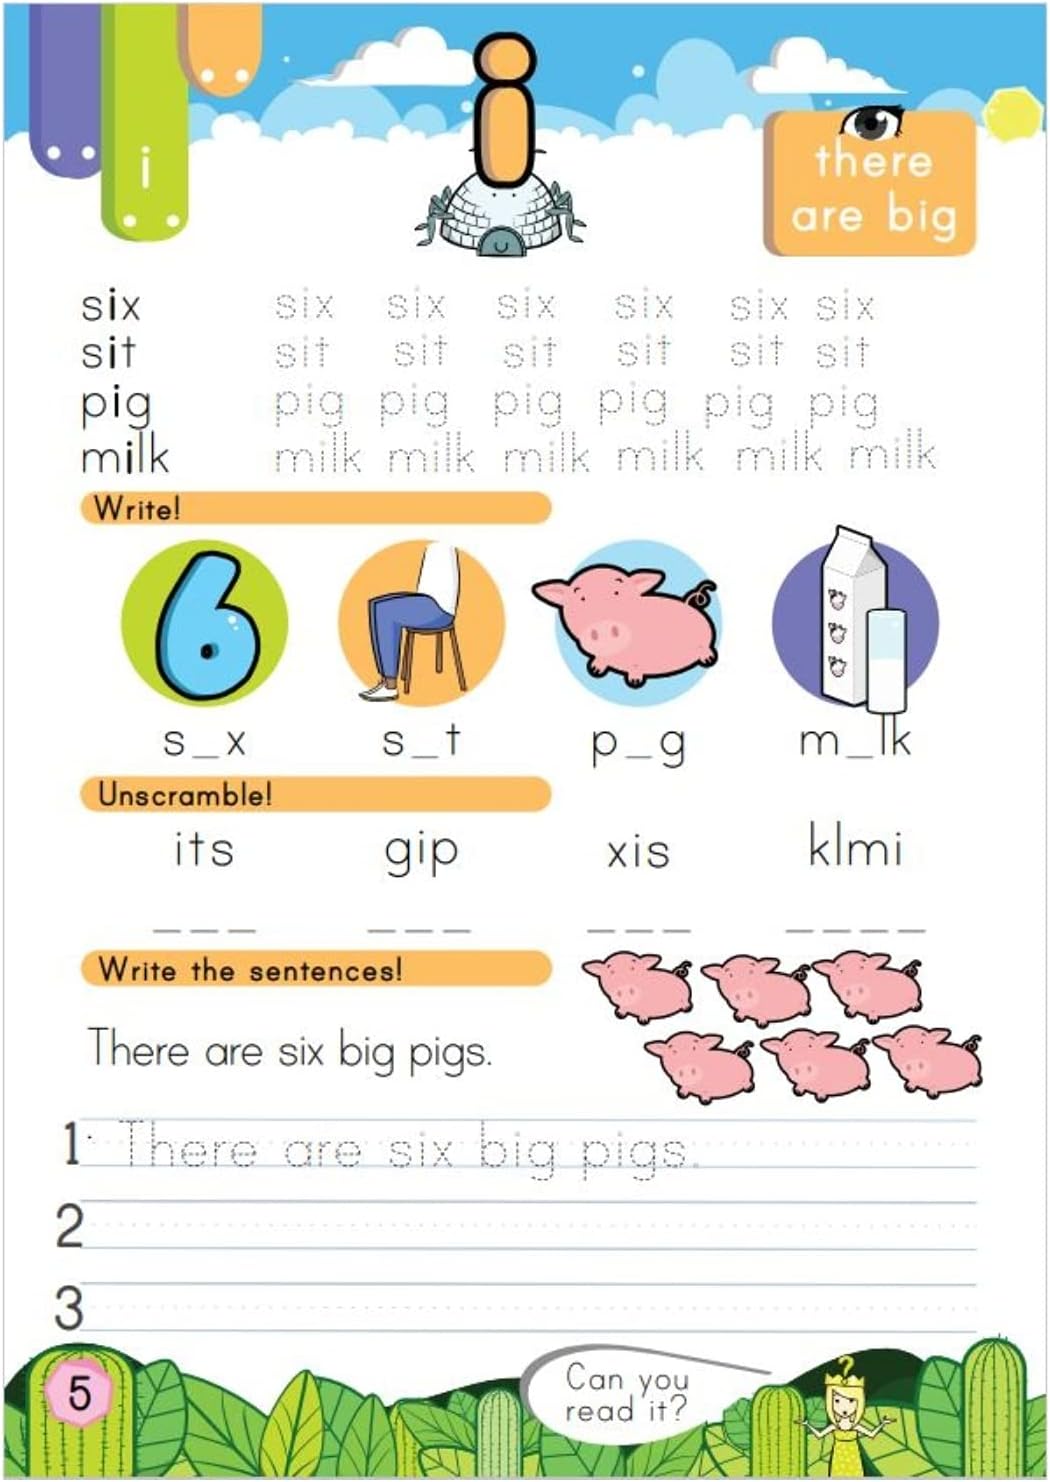 i
i
there
are big
six six six six six six six
sit sit sit sit sit sit sit
pig pig pig pig pig pig pig
milk milk milk milk milk milk milk
Write!
6
s_x s_t p_g m_lk
Unscramble!
its gip xis klmi
___ ___ ___ ____
Write the sentences!
There are six big pigs.
1. There are six big pigs.
2
3
5
Can you
read it?
?